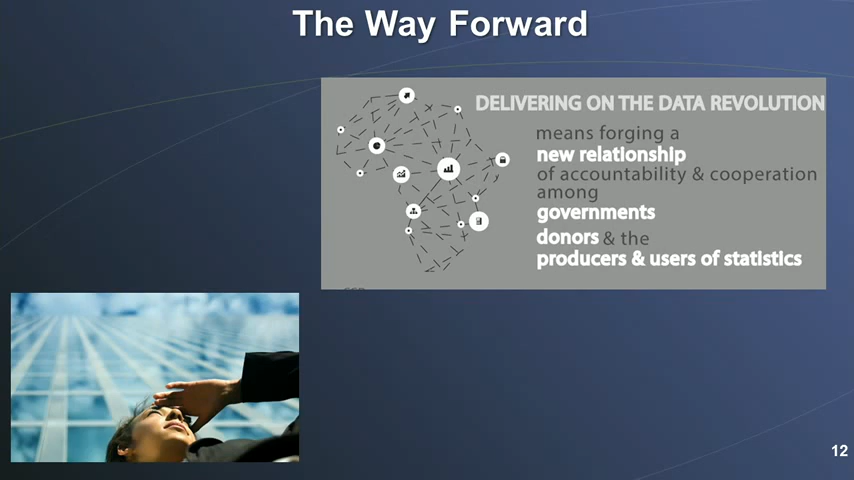 The Way Forward
DELIVERING ON THE DATA REVOLUTION
means forging a
new relationship
of accountability & cooperation
among
governments
donors & the
producers & users of statistics
12